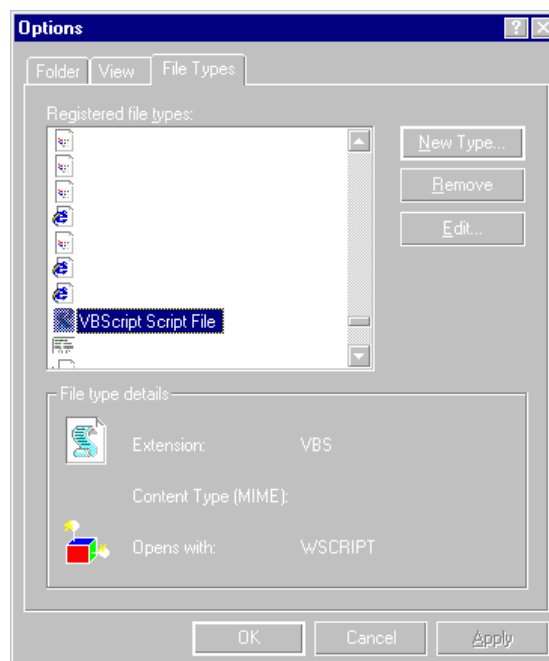 Options
Folder View File Types
Registered file types:
New Type...
Remove
Edit...
VBScript Script File
File type details
Extension: VBS
Content Type (MIME):
Opens with: WSCRIPT
OK Cancel Apply